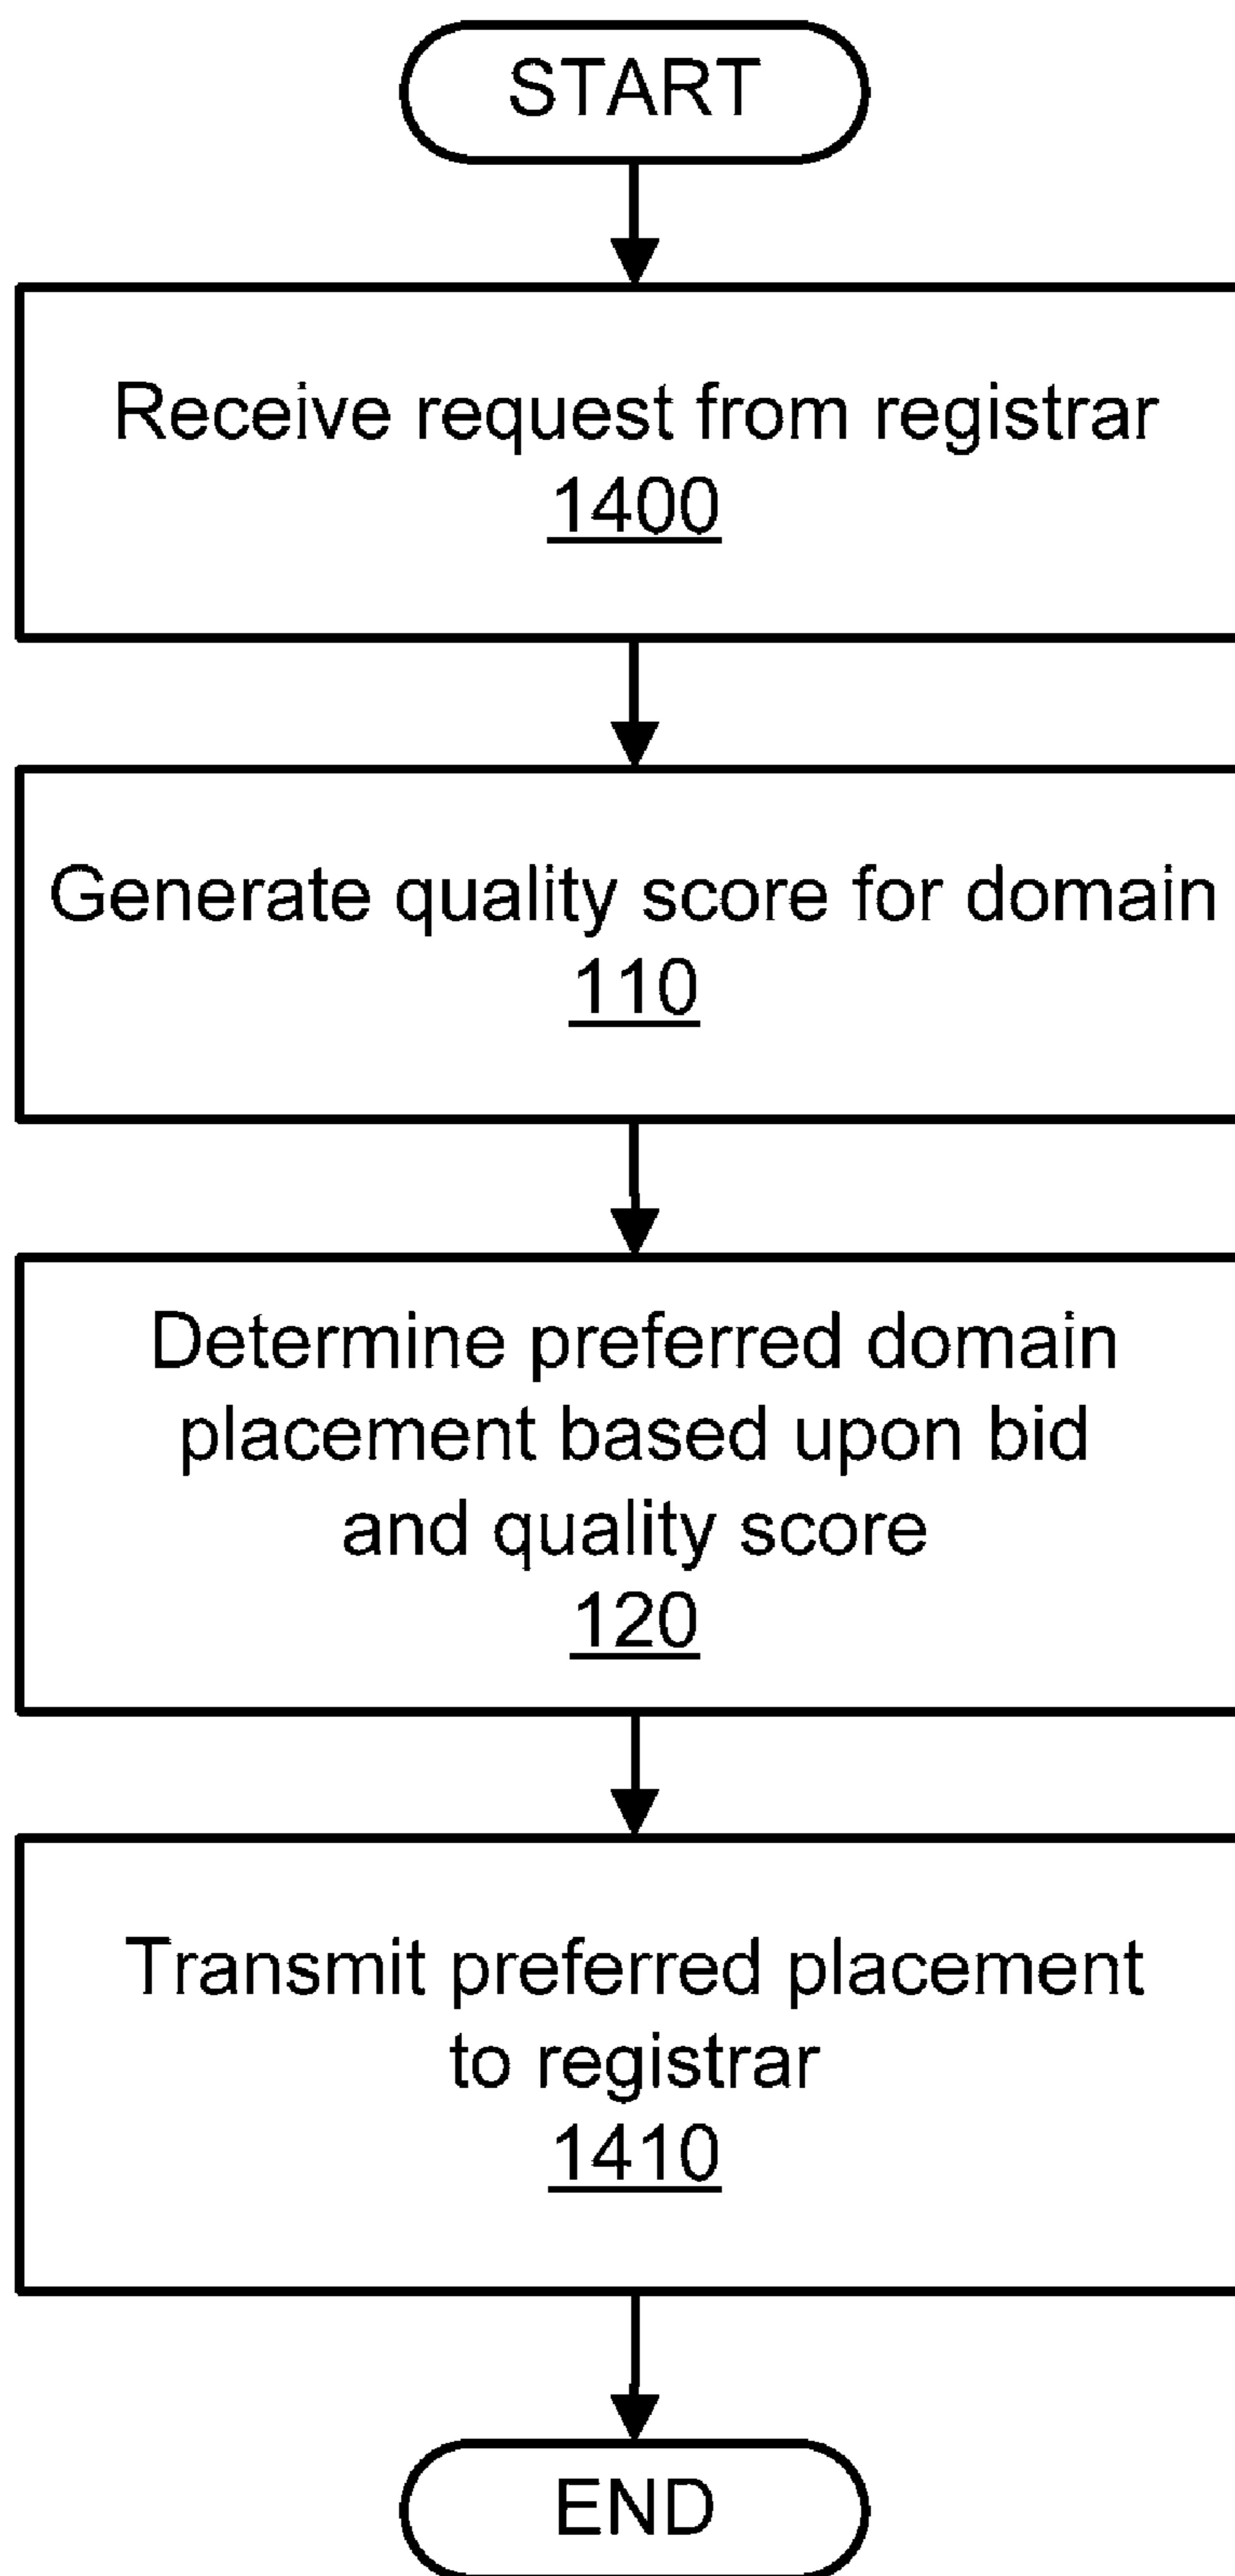 START
Receive request from registrar
1400
Generate quality score for domain
110
Determine preferred domain
placement based upon bid
and quality score
120
Transmit preferred placement
to registrar
1410
END